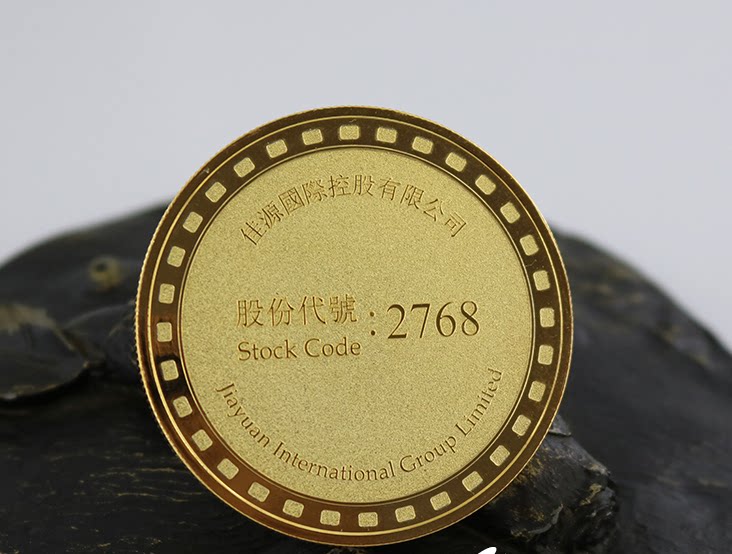 佳源國際控股有限公司
股份代號
Stock Code
: 2768
Jiayuan International Group Limited